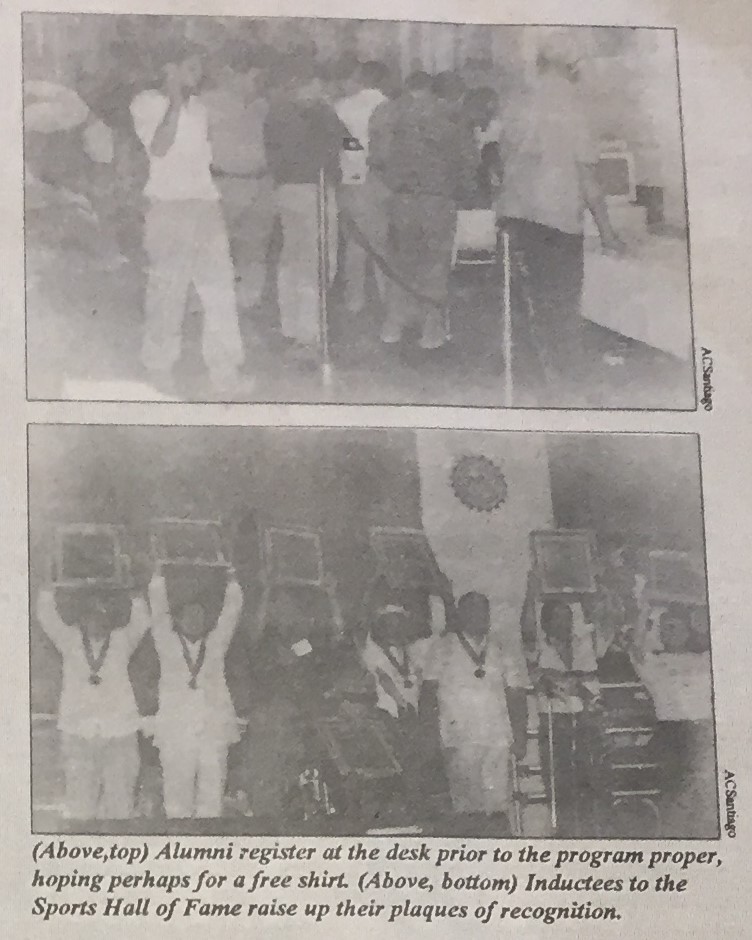 ACSantiago
ACSantiago
(Above,top) Alumni register at the desk prior to the program proper,
hoping perhaps for a free shirt. (Above, bottom) Inductees to the
Sports Hall of Fame raise up their plaques of recognition.